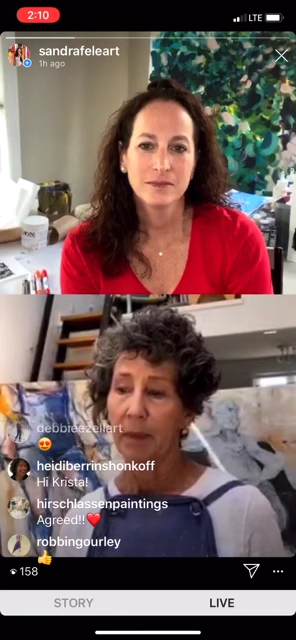 2:10
LTE
sandrafeleart
1h ago
debbieezellart
😍
heidiberrinshonkoff
Hi Krista!
hirschlassenpaintings
Agreed!!❤️
robbingourley
👍
158
STORY
LIVE